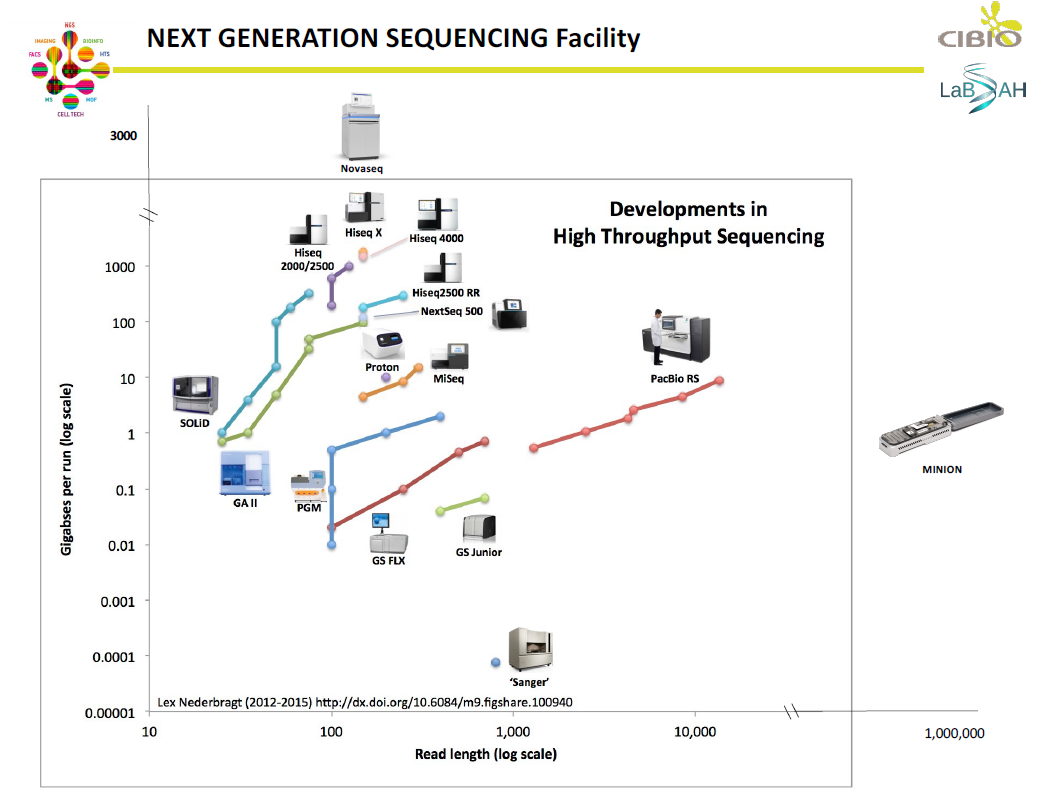 NGS
IMAGING
BIOINFO
FACS
HTS
MS
MOF
CELL TECH
NEXT GENERATION SEQUENCING Facility
CIBIO
LaBSAH
3000
Novaseq
Developments in
High Throughput Sequencing
Hiseq X
Hiseq 4000
Hiseq
2000/2500
1000
Hiseq2500 RR
NextSeq 500
100
Proton
MiSeq
PacBio RS
10
SOLiD
1
MINION
GA II
PGM
0.1
GS FLX
GS Junior
0.01
0.001
0.0001
'Sanger'
Gigabses per run (log scale)
Lex Nederbragt (2012-2015) http://dx.doi.org/10.6084/m9.figshare.100940
0.00001
10
100
1,000
10,000
1,000,000
Read length (log scale)